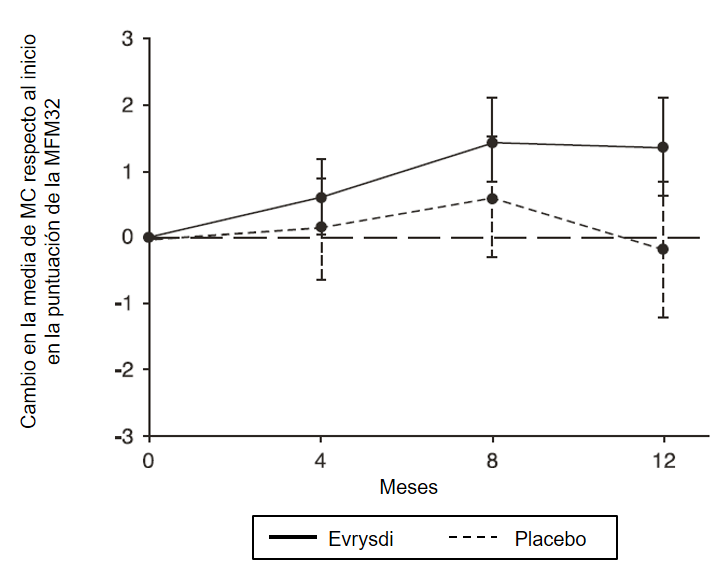 Cambio en la media de MC respecto al inicio
en la puntuación de la MFM32
3
2
1
0
-1
-2
-3
0 4 8 12
Meses
Evrysdi Placebo